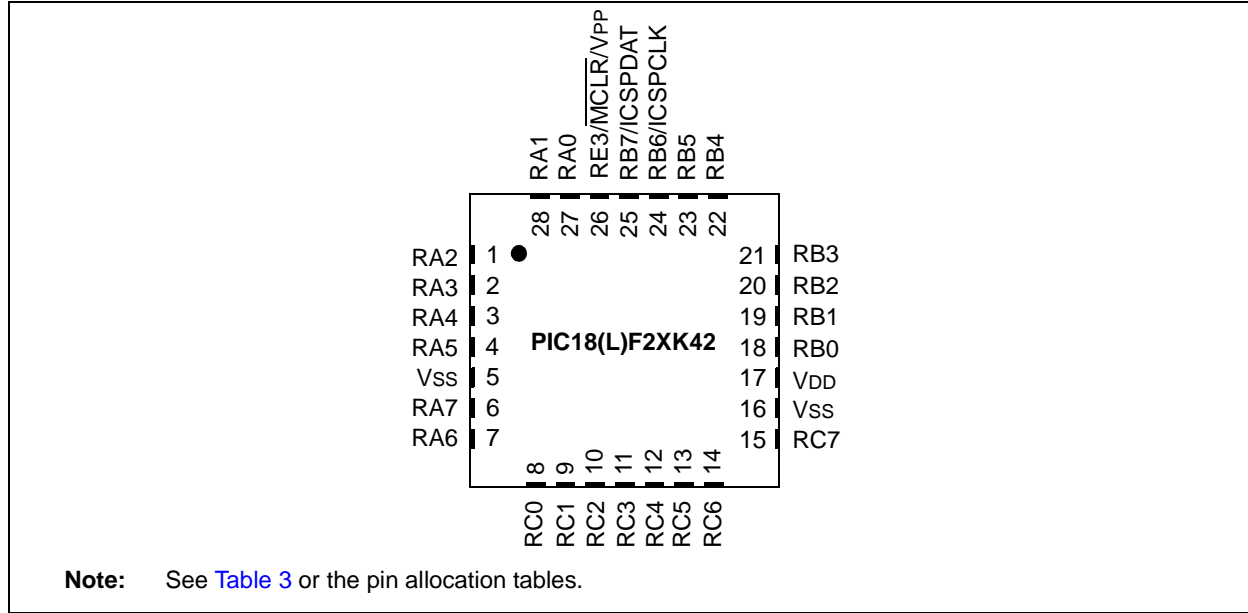 RE3/MCLR/VPP
RB7/ICSPDAT
RB6/ICSPCLK
RA1
RA0
RB5
RB4
28
27
26
25
24
23
22
RA2 1
RA3 2
RA4 3
RA5 4
VSS 5
RA7 6
RA6 7
PIC18(L)F2XK42
21 RB3
20 RB2
19 RB1
18 RB0
17 VDD
16 VSS
15 RC7
8
9
10
11
12
13
14
RC0
RC1
RC2
RC3
RC4
RC5
RC6
Note: See Table 3 or the pin allocation tables.